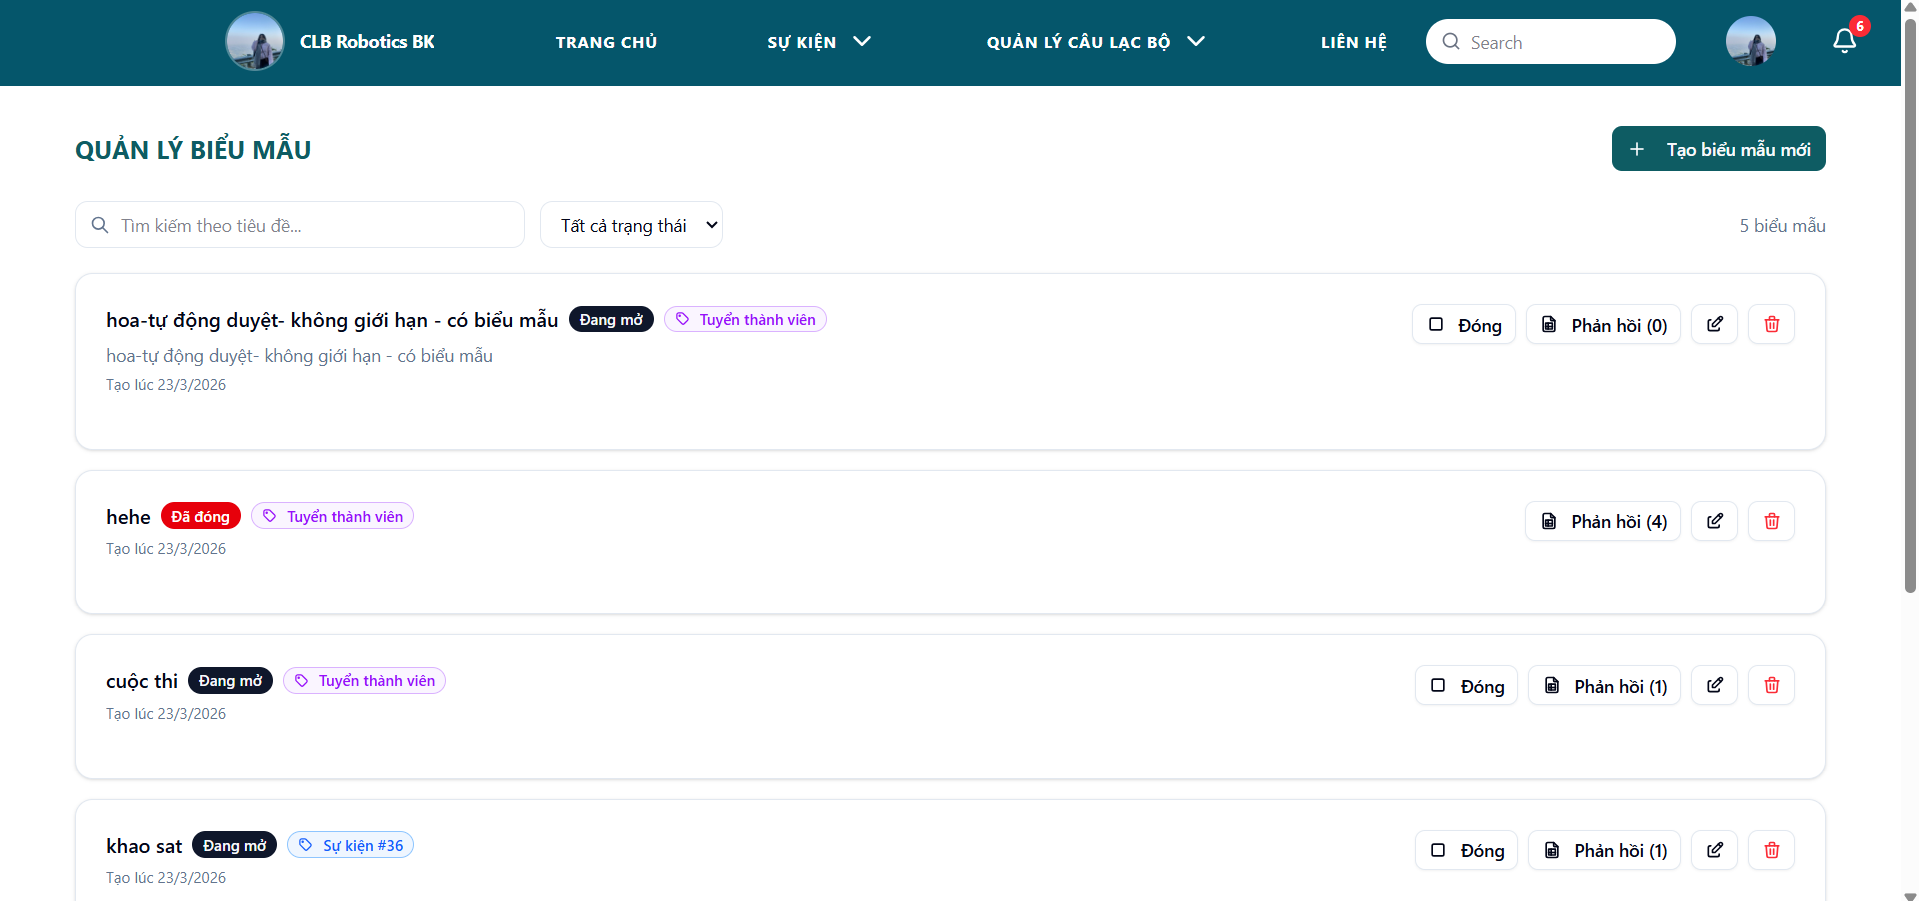 CLB Robotics BK
TRANG CHỦ
SỰ KIỆN
QUẢN LÝ CÂU LẠC BỘ
LIÊN HỆ
Search
6
QUẢN LÝ BIỂU MẪU
Tạo biểu mẫu mới
Tìm kiếm theo tiêu đề...
Tất cả trạng thái
5 biểu mẫu
hoa-tự động duyệt- không giới hạn - có biểu mẫu Đang mở Tuyển thành viên
Đóng Phản hồi (0)
hoa-tự động duyệt- không giới hạn - có biểu mẫu
Tạo lúc 23/3/2026
hehe Đã đóng Tuyển thành viên
Phản hồi (4)
Tạo lúc 23/3/2026
cuộc thi Đang mở Tuyển thành viên
Đóng Phản hồi (1)
Tạo lúc 23/3/2026
khao sat Đang mở Sự kiện #36
Đóng Phản hồi (1)
Tạo lúc 23/3/2026